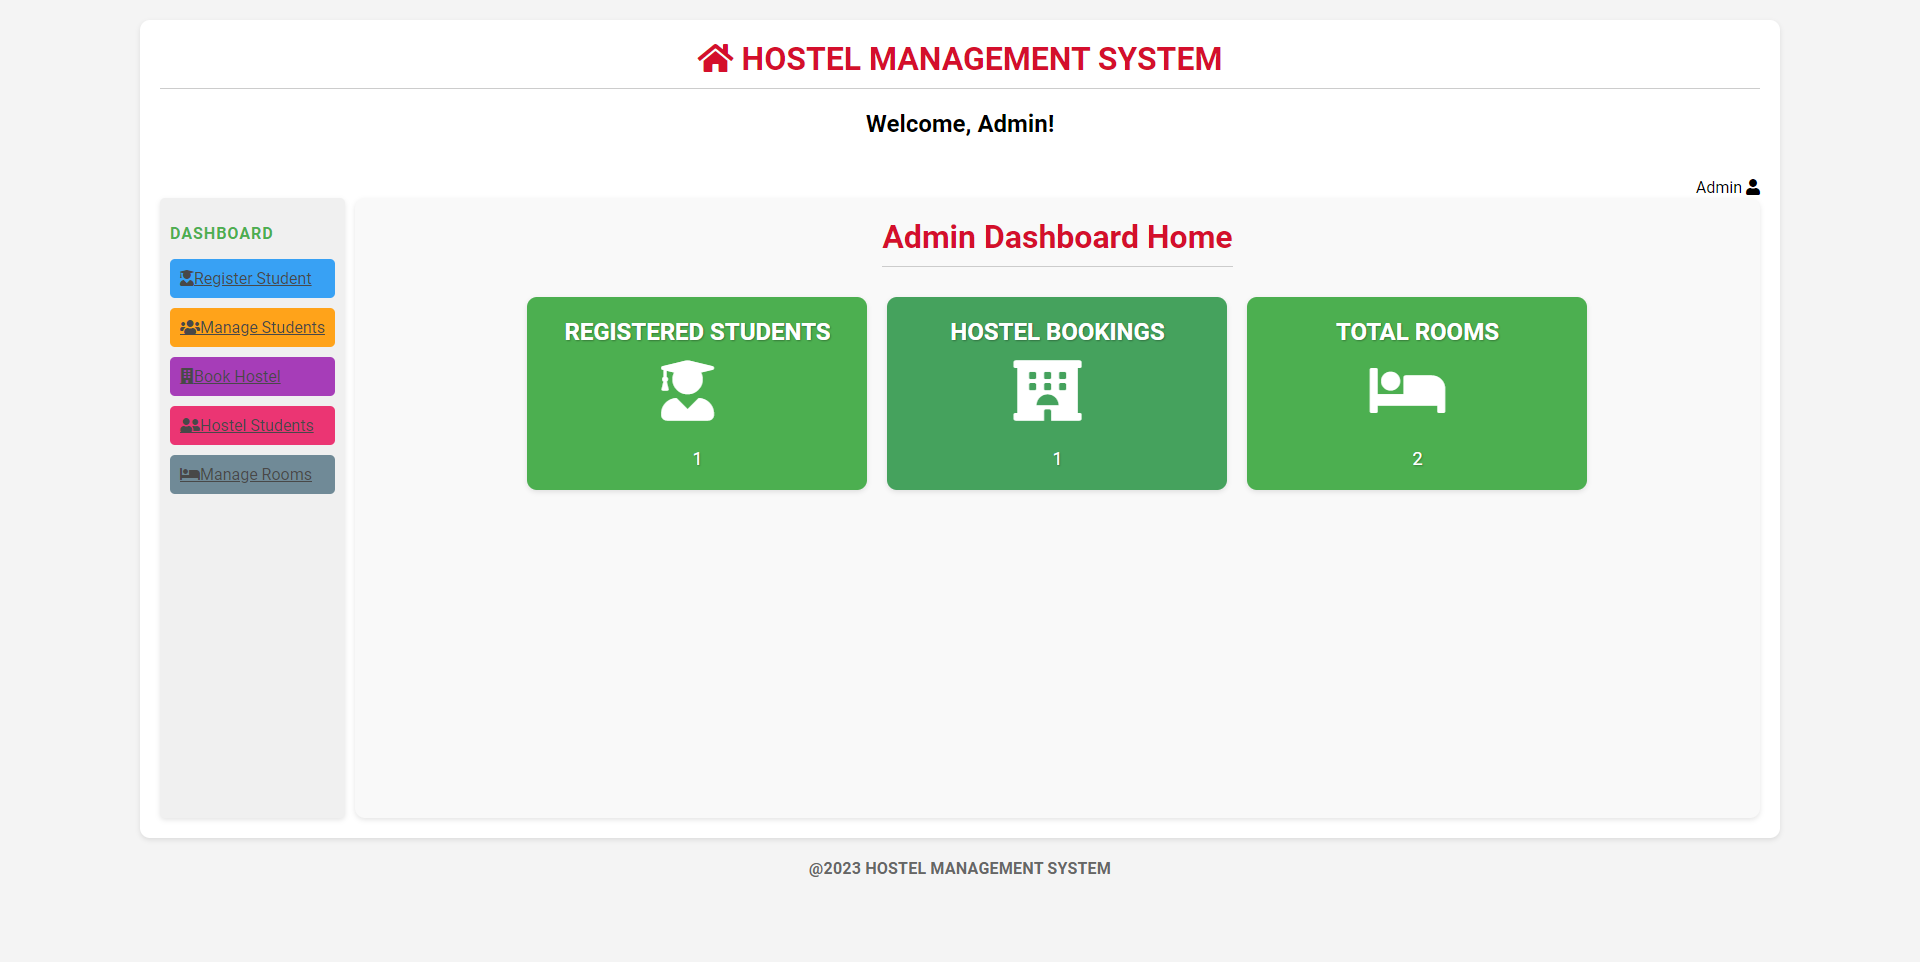 HOSTEL MANAGEMENT SYSTEM
Welcome, Admin!
Admin
DASHBOARD
Register Student
Manage Students
Book Hostel
Hostel Students
Manage Rooms
Admin Dashboard Home
REGISTERED STUDENTS
1
HOSTEL BOOKINGS
1
TOTAL ROOMS
2
@2023 HOSTEL MANAGEMENT SYSTEM